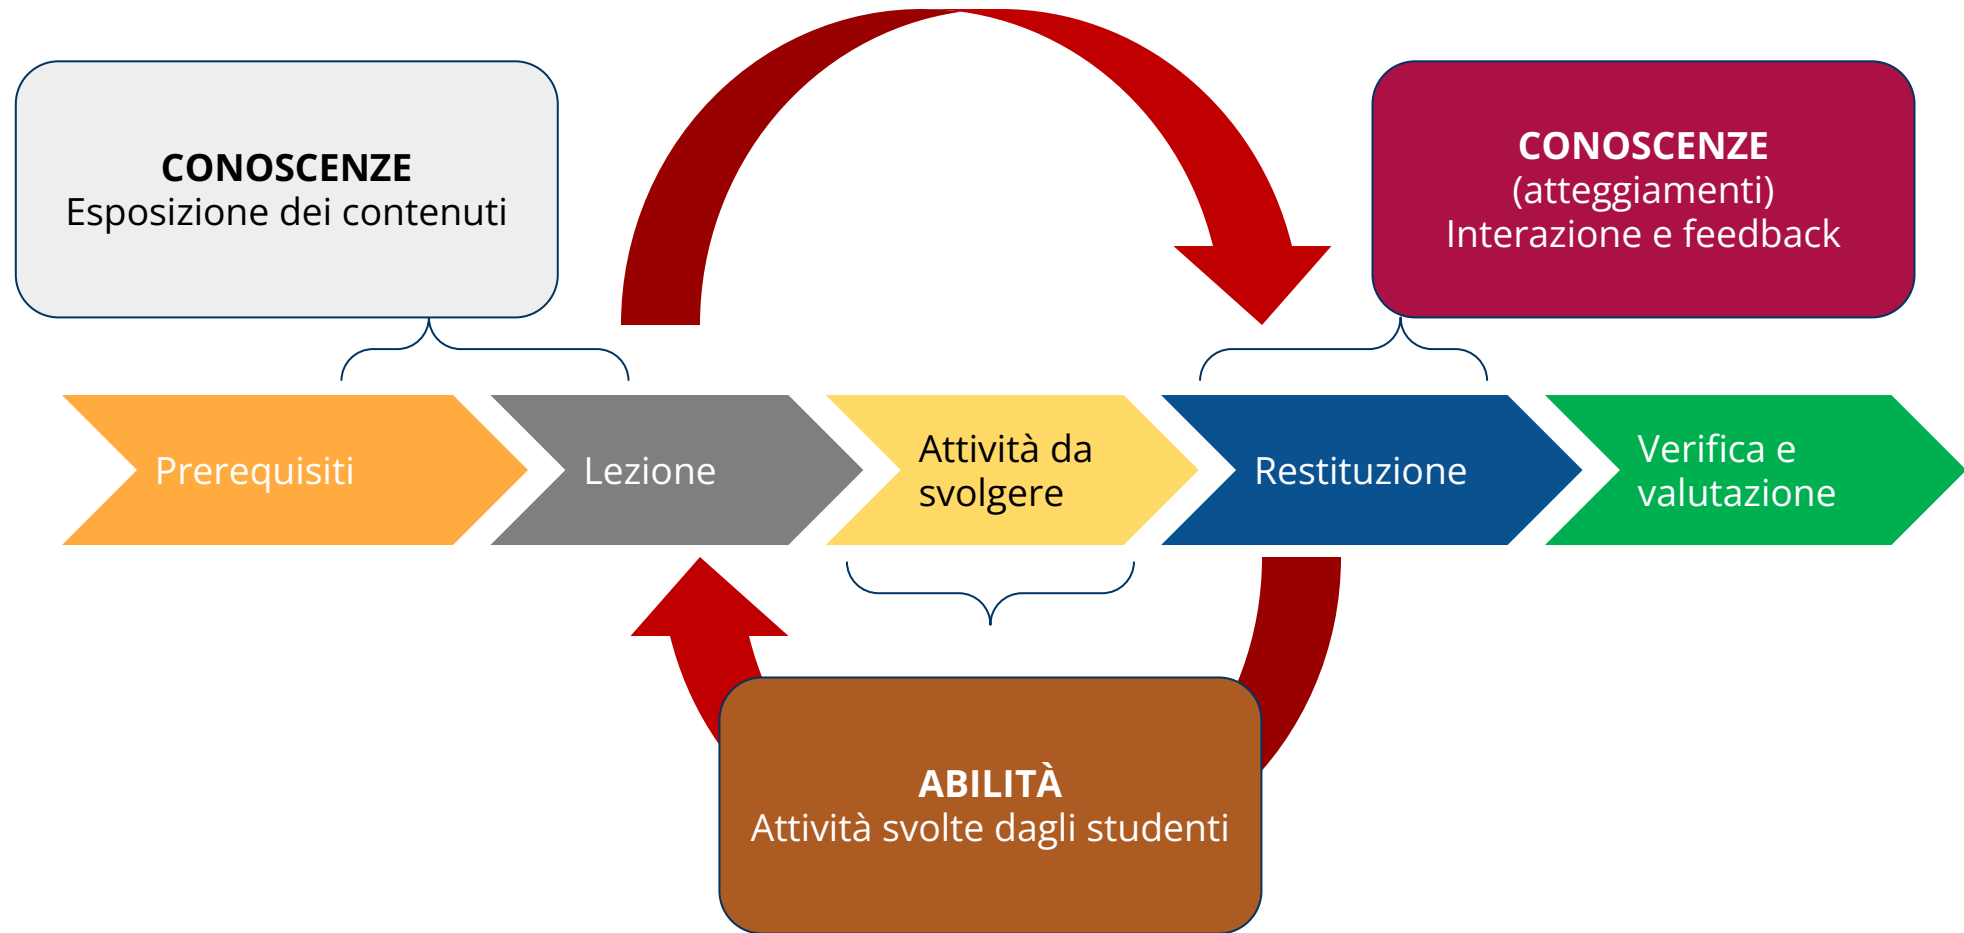 CONOSCENZE
Esposizione dei contenuti
CONOSCENZE
(atteggiamenti)
Interazione e feedback
Prerequisiti
Lezione
Attività da
svolgere
Restituzione
Verifica e
valutazione
ABILITÀ
Attività svolte dagli studenti